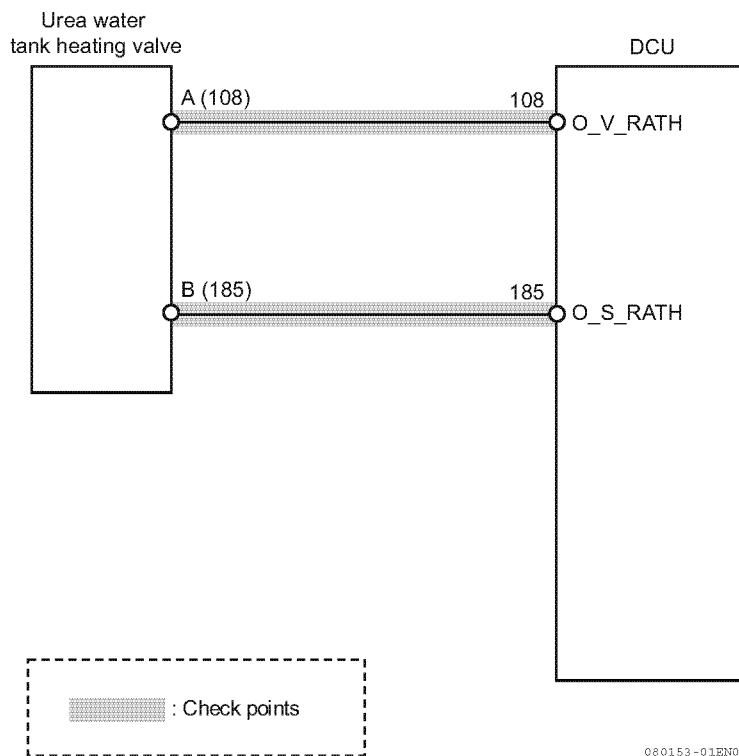 Urea water
tank heating valve
DCU
A (108)
108
O_V_RATH
B (185)
185
O_S_RATH
: Check points
080153-01EN0